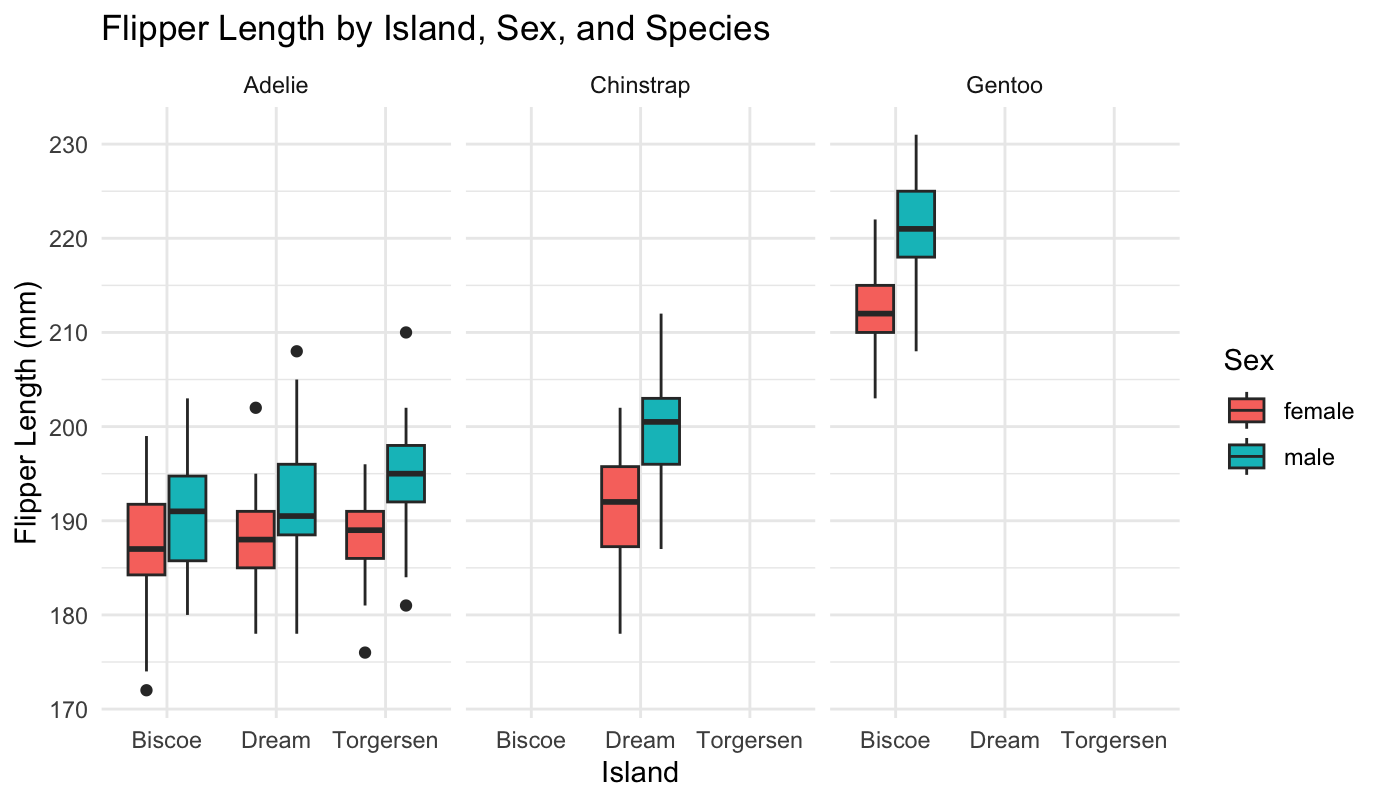 Flipper Length by Island, Sex, and Species
Adelie
Chinstrap
Gentoo
Flipper Length (mm)
230
220
210
200
190
180
170
Biscoe Dream Torgersen
Biscoe Dream Torgersen
Biscoe Dream Torgersen
Island
Sex
female
male